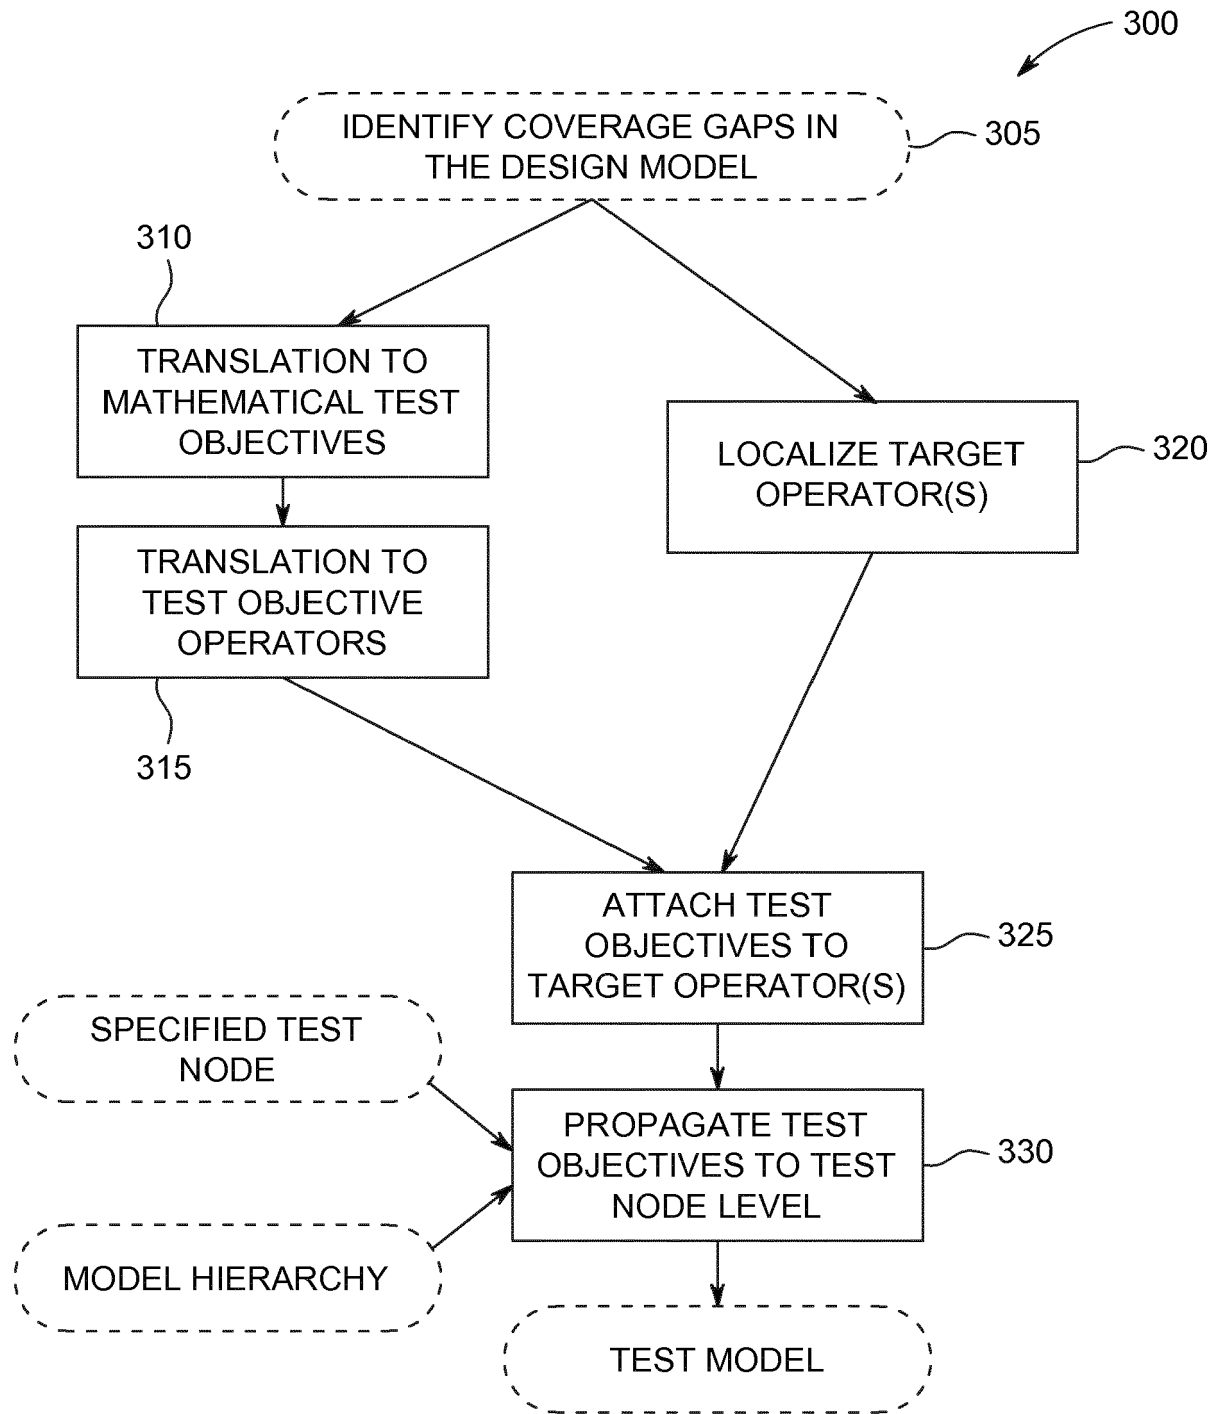 300
IDENTIFY COVERAGE GAPS IN
THE DESIGN MODEL
305
310
TRANSLATION TO
MATHEMATICAL TEST
OBJECTIVES
LOCALIZE TARGET
OPERATOR(S)
320
TRANSLATION TO
TEST OBJECTIVE
OPERATORS
315
ATTACH TEST
OBJECTIVES TO
TARGET OPERATOR(S)
325
SPECIFIED TEST
NODE
PROPAGATE TEST
OBJECTIVES TO TEST
NODE LEVEL
330
MODEL HIERARCHY
TEST MODEL